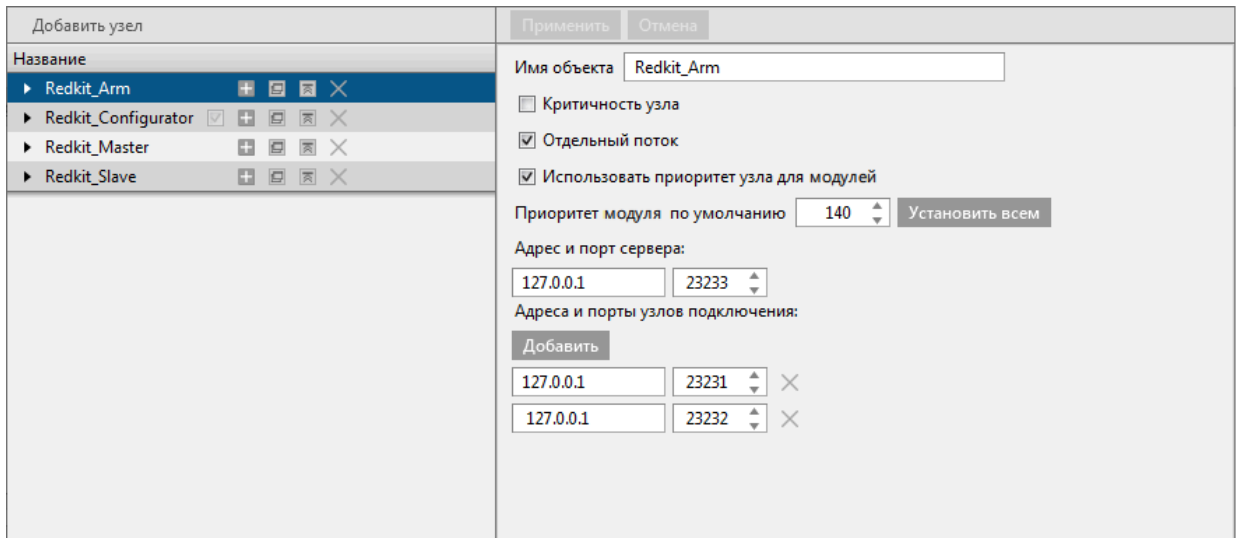 Добавить узел
Применить Отмена
Название
Redkit_Arm
Redkit_Configurator
Redkit_Master
Redkit_Slave
Имя объекта Redkit_Arm
Критичность узла
Отдельный поток
Использовать приоритет узла для модулей
Приоритет модуля по умолчанию 140 Установить всем
Адрес и порт сервера:
127.0.0.1 23233
Адреса и порты узлов подключения:
Добавить
127.0.0.1 23231
127.0.0.1 23232